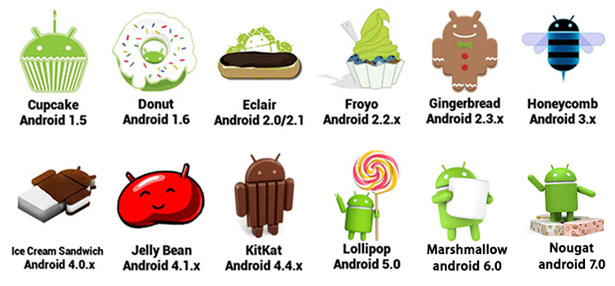 Cupcake
Android 1.5
Donut
Android 1.6
Eclair
Android 2.0/2.1
Froyo
Android 2.2.x
Gingerbread
Android 2.3.x
Honeycomb
Android 3.x
Ice Cream Sandwich
Android 4.0.x
Jelly Bean
Android 4.1.x
KitKat
Android 4.4.x
Lollipop
Android 5.0
Marshmallow
android 6.0
Nougat
android 7.0